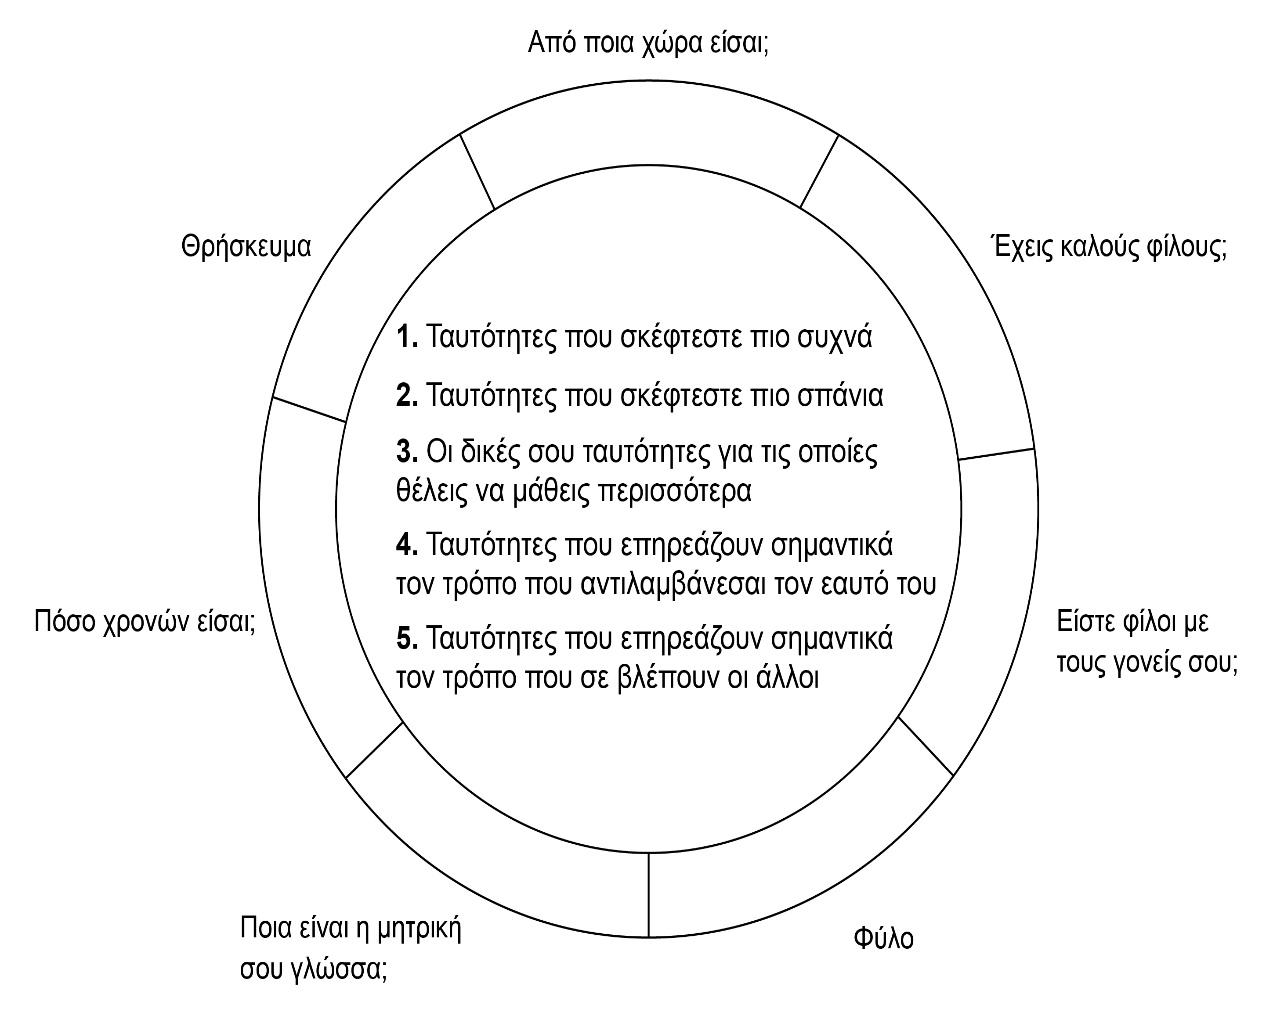 Από ποια χώρα είσαι;
Θρήσκευμα
Έχεις καλούς φίλους;
1. Ταυτότητες που σκέφτεστε πιο συχνά
2. Ταυτότητες που σκέφτεστε πιο σπάνια
3. Οι δικές σου ταυτότητες για τις οποίες
θέλεις να μάθεις περισσότερα
4. Ταυτότητες που επηρεάζουν σημαντικά
τον τρόπο που αντιλαμβάνεσαι τον εαυτό του
5. Ταυτότητες που επηρεάζουν σημαντικά
τον τρόπο που σε βλέπουν οι άλλοι
Πόσο χρονών είσαι;
Είστε φίλοι με
τους γονείς σου;
Ποια είναι η μητρική
σου γλώσσα;
Φύλο